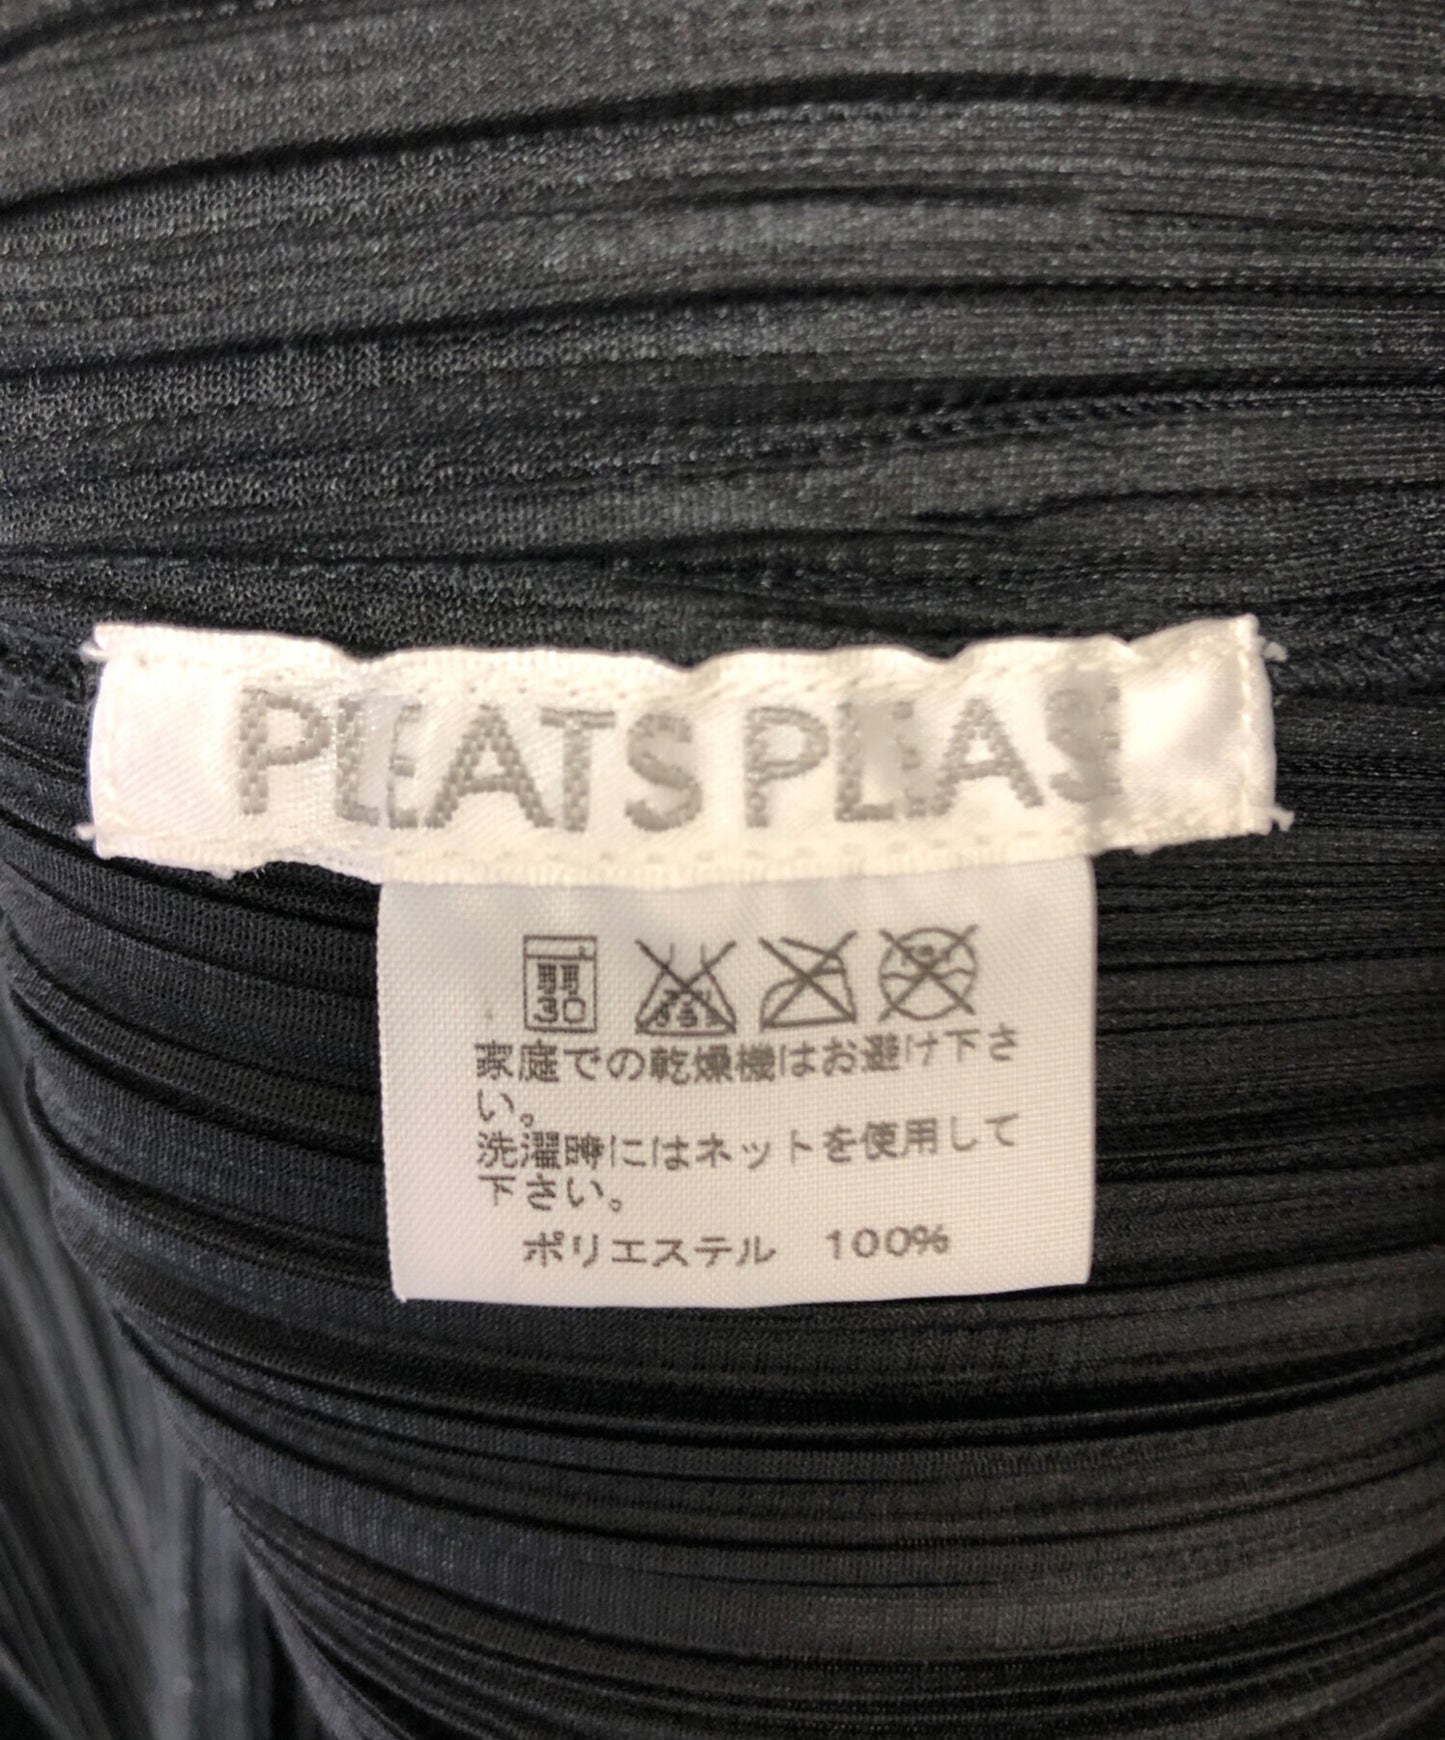 PLEATS PLEAS
弱 30
家庭での乾燥機はお避け下さ
い。
洗濯時にはネットを使用して
下さい。
ポリエステル 100%